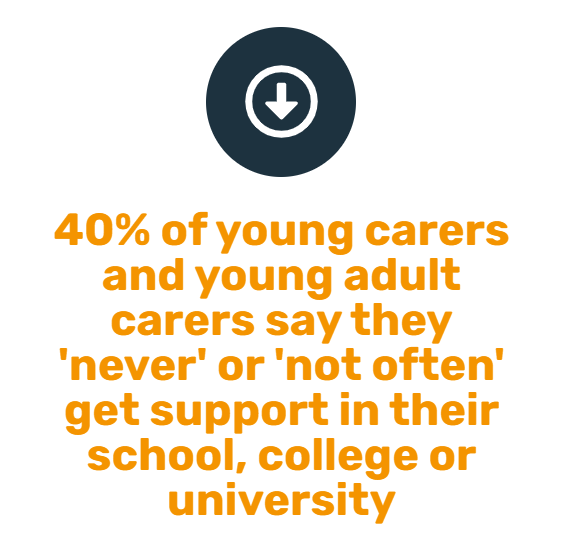 40% of young carers
and young adult
carers say they
'never' or 'not often'
get support in their
school, college or
university